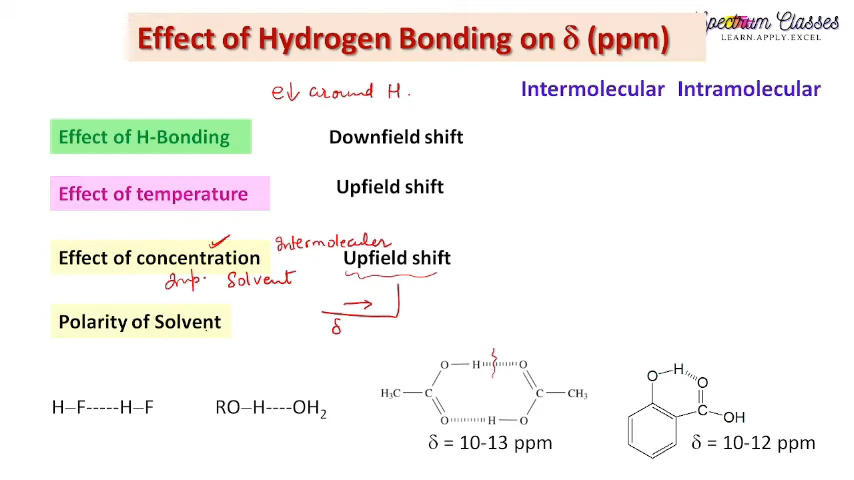 Spectrum Classes
LEARN.APPLY.EXCEL
Effect of Hydrogen Bonding on δ (ppm)
e↓ around H.
Intermolecular Intramolecular
Effect of H-Bonding
Downfield shift
Effect of temperature
Upfield shift
Intermolecular
Effect of concentration
Upfield shift
Imp. Solvent
Polarity of Solvent
δ
H–F-----H–F
RO–H----OH₂
O H O
H₃C C C CH₃
O H O
δ = 10-13 ppm
O H O
C OH
δ = 10-12 ppm